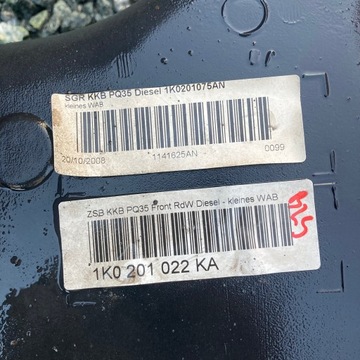 SGR KKB PQ35 Diesel 1K0201075AN
kleines WAB
20/10/2008 1141625AN 0099
ZSB KKB PQ35 Front RdW Diesel - kleines WAB
1K0 201 022 KA